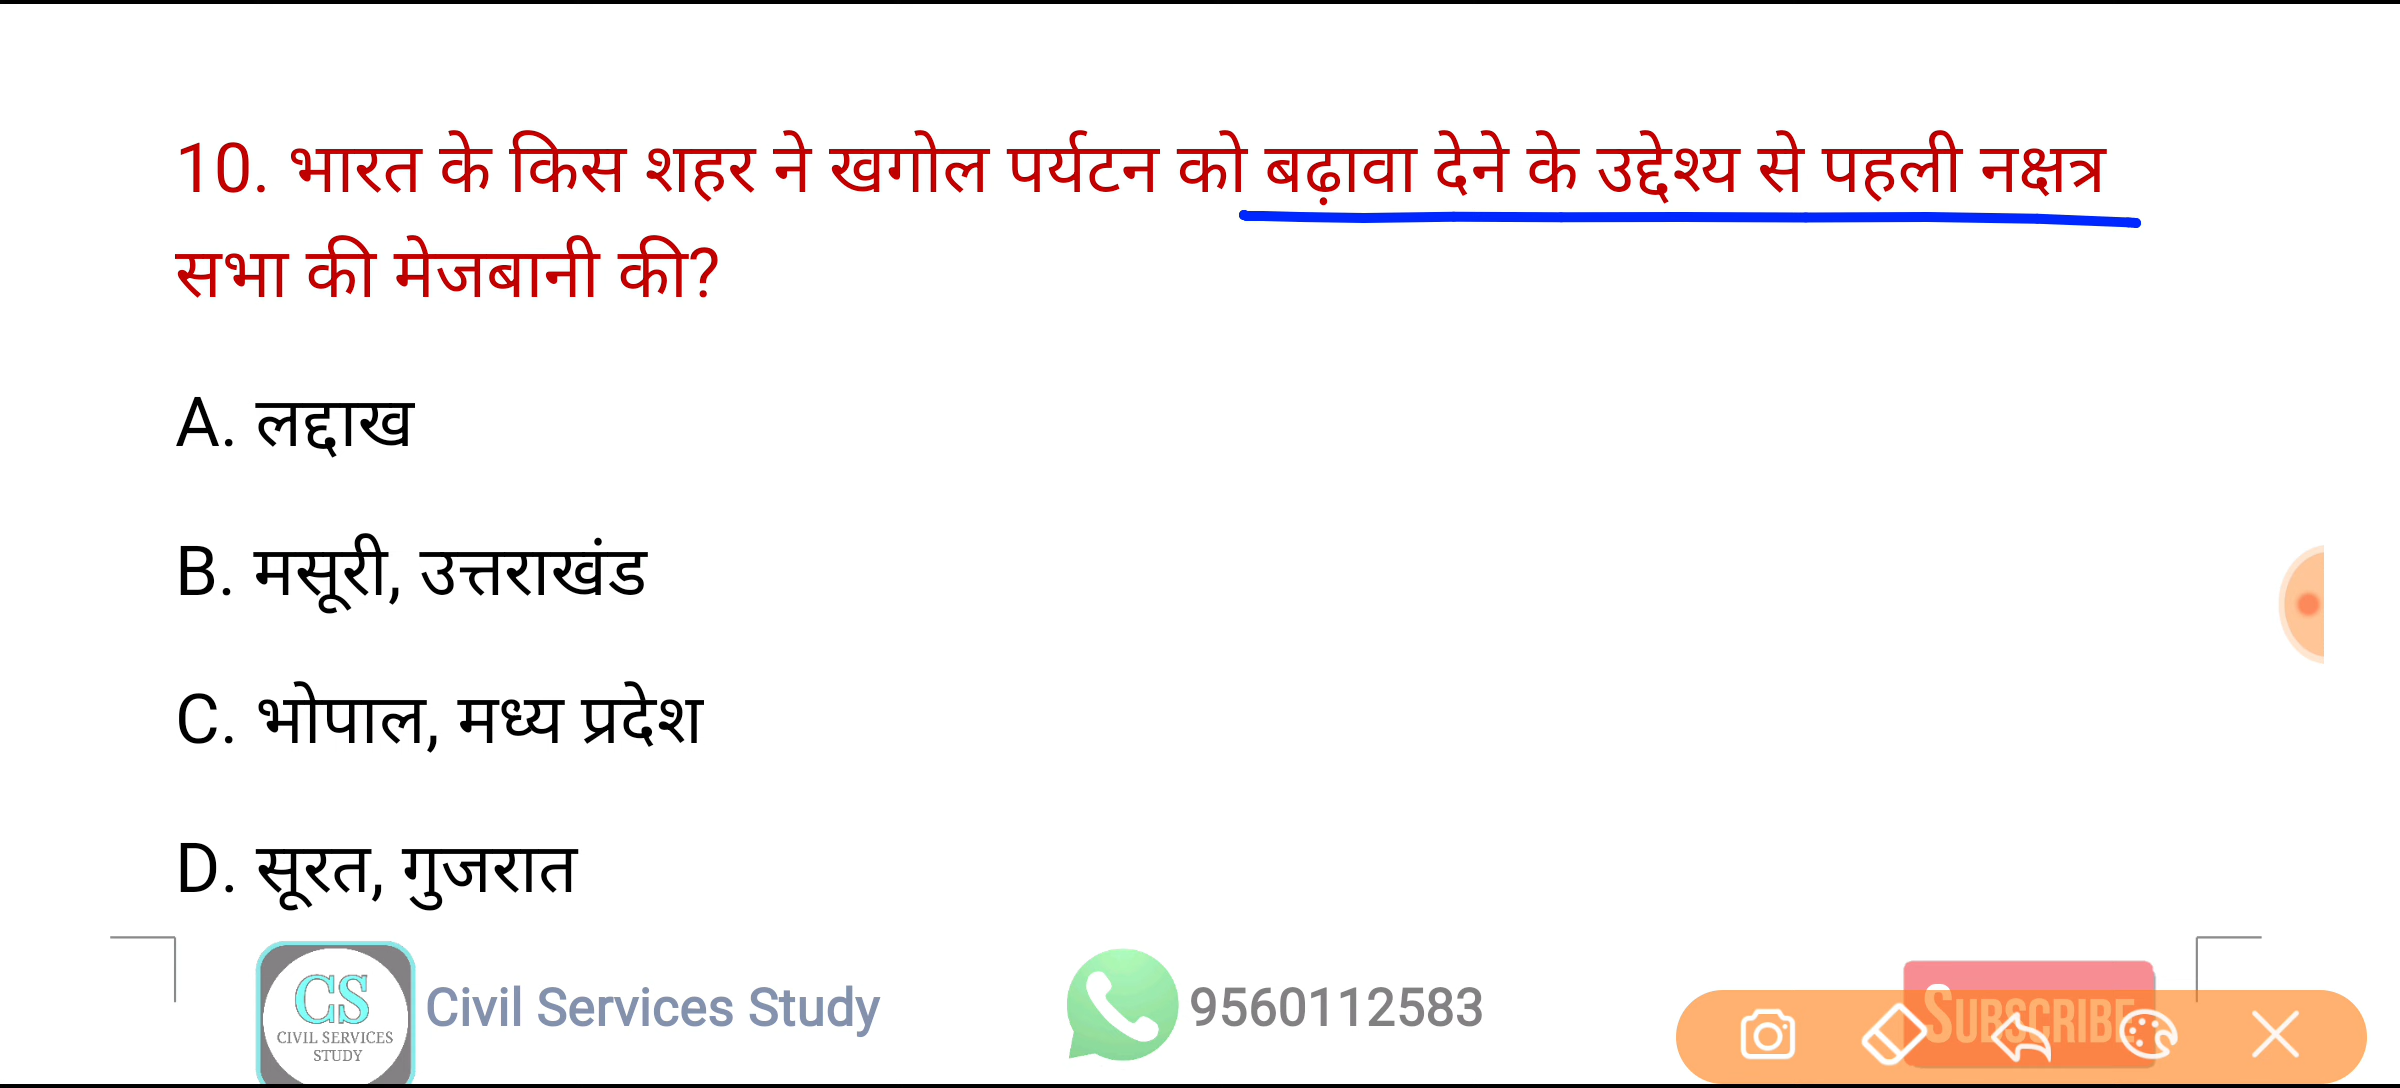 10. भारत के किस शहर ने खगोल पर्यटन को बढ़ावा देने के उद्देश्य से पहली नक्षत्र
सभा की मेजबानी की?
A. लद्दाख
B. मसूरी, उत्तराखंड
C. भोपाल, मध्य प्रदेश
D. सूरत, गुजरात
CS
CIVIL SERVICES
STUDY
Civil Services Study
9560112583
SUBSCRIBE